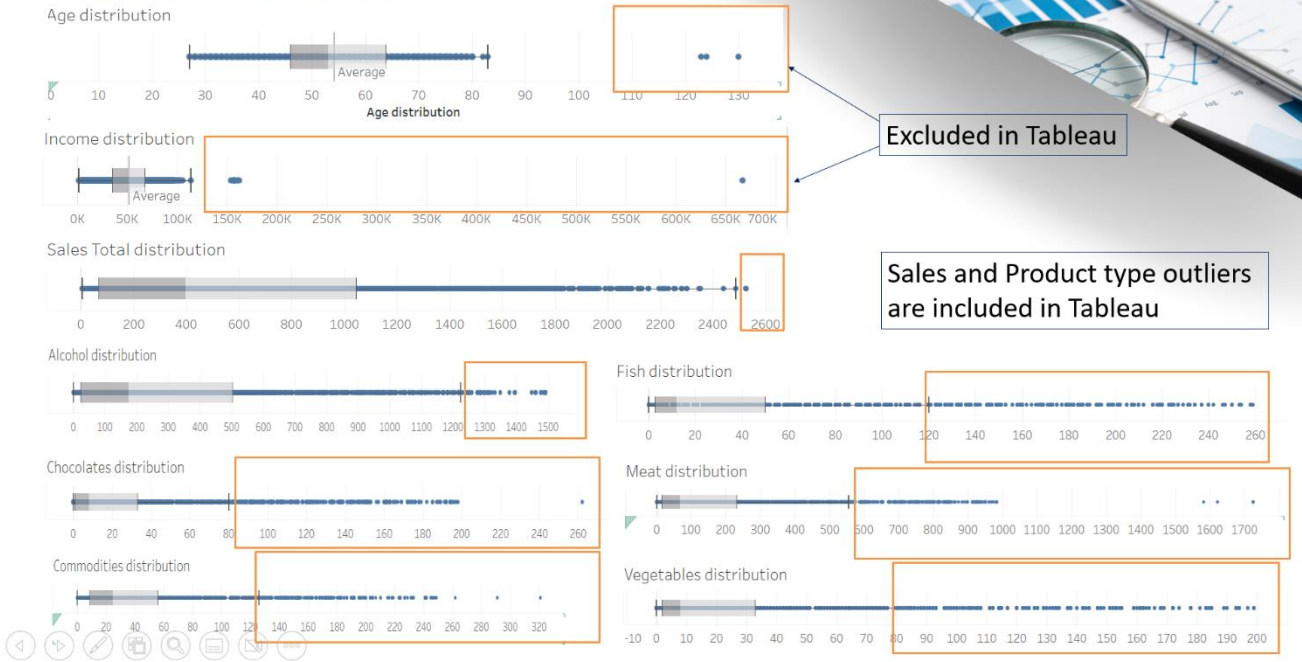 Age distribution
Average
0 10 20 30 40 50 60 70 80 90 100 110 120 130
Age distribution
Excluded in Tableau
Income distribution
Average
0K 50K 100K 150K 200K 250K 300K 350K 400K 450K 500K 550K 600K 650K 700K
Sales Total distribution
0 200 400 600 800 1000 1200 1400 1600 1800 2000 2200 2400 2600
Sales and Product type outliers
are included in Tableau
Alcohol distribution
0 100 200 300 400 500 600 700 800 900 1000 1100 1200 1300 1400 1500
Fish distribution
0 20 40 60 80 100 120 140 160 180 200 220 240 260
Chocolates distribution
0 20 40 60 80 100 120 140 160 180 200 220 240 260
Meat distribution
0 100 200 300 400 500 600 700 800 900 1000 1100 1200 1300 1400 1500 1600 1700
Commodities distribution
0 20 40 60 80 100 120 140 160 180 200 220 240 260 280 300 320
Vegetables distribution
-10 0 10 20 30 40 50 60 70 80 90 100 110 120 130 140 150 160 170 180 190 200